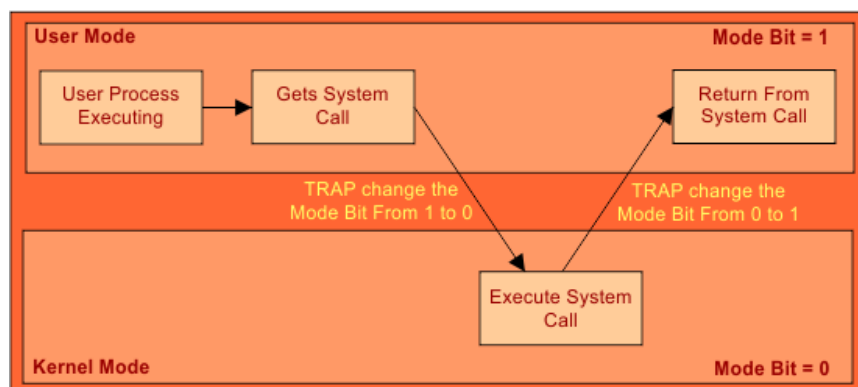 User Mode
Mode Bit = 1
User Process
Executing
Gets System
Call
Return From
System Call
TRAP change the
Mode Bit From 1 to 0
TRAP change the
Mode Bit From 0 to 1
Execute System
Call
Kernel Mode
Mode Bit = 0